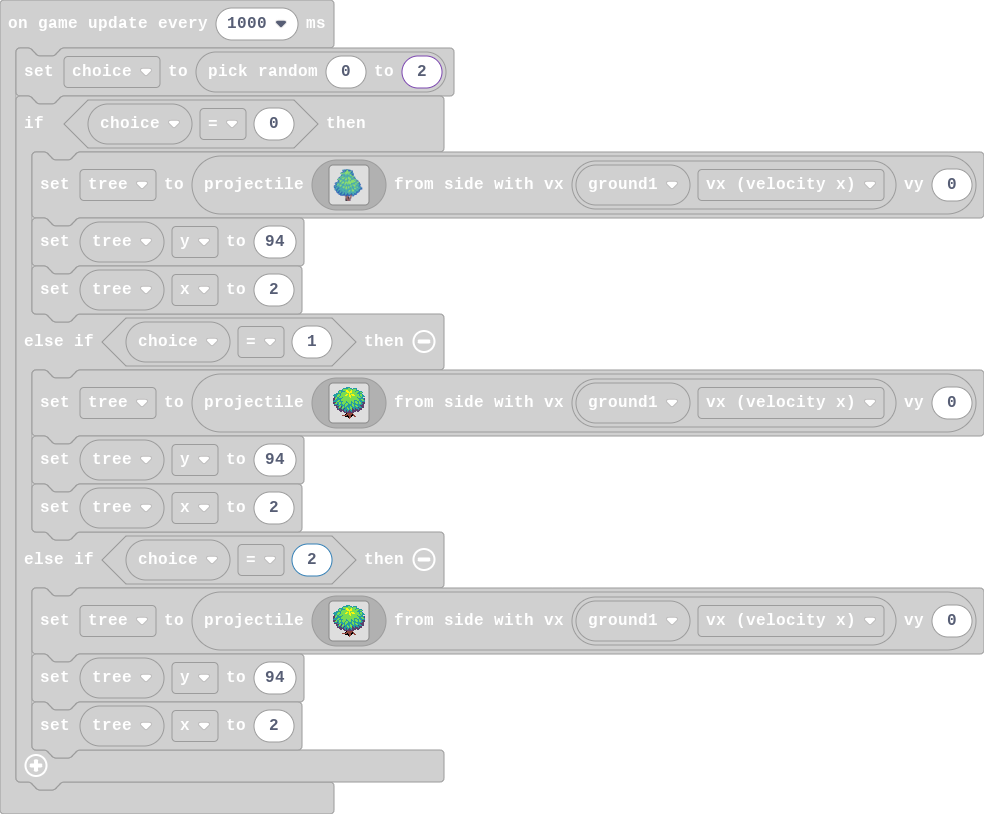 on game update every 1000 ms
set choice to pick random 0 to 2
if choice = 0 then
set tree to projectile from side with vx ground1 vx (velocity x) vy 0
set tree y to 94
set tree x to 2
else if choice = 1 then
set tree to projectile from side with vx ground1 vx (velocity x) vy 0
set tree y to 94
set tree x to 2
else if choice = 2 then
set tree to projectile from side with vx ground1 vx (velocity x) vy 0
set tree y to 94
set tree x to 2